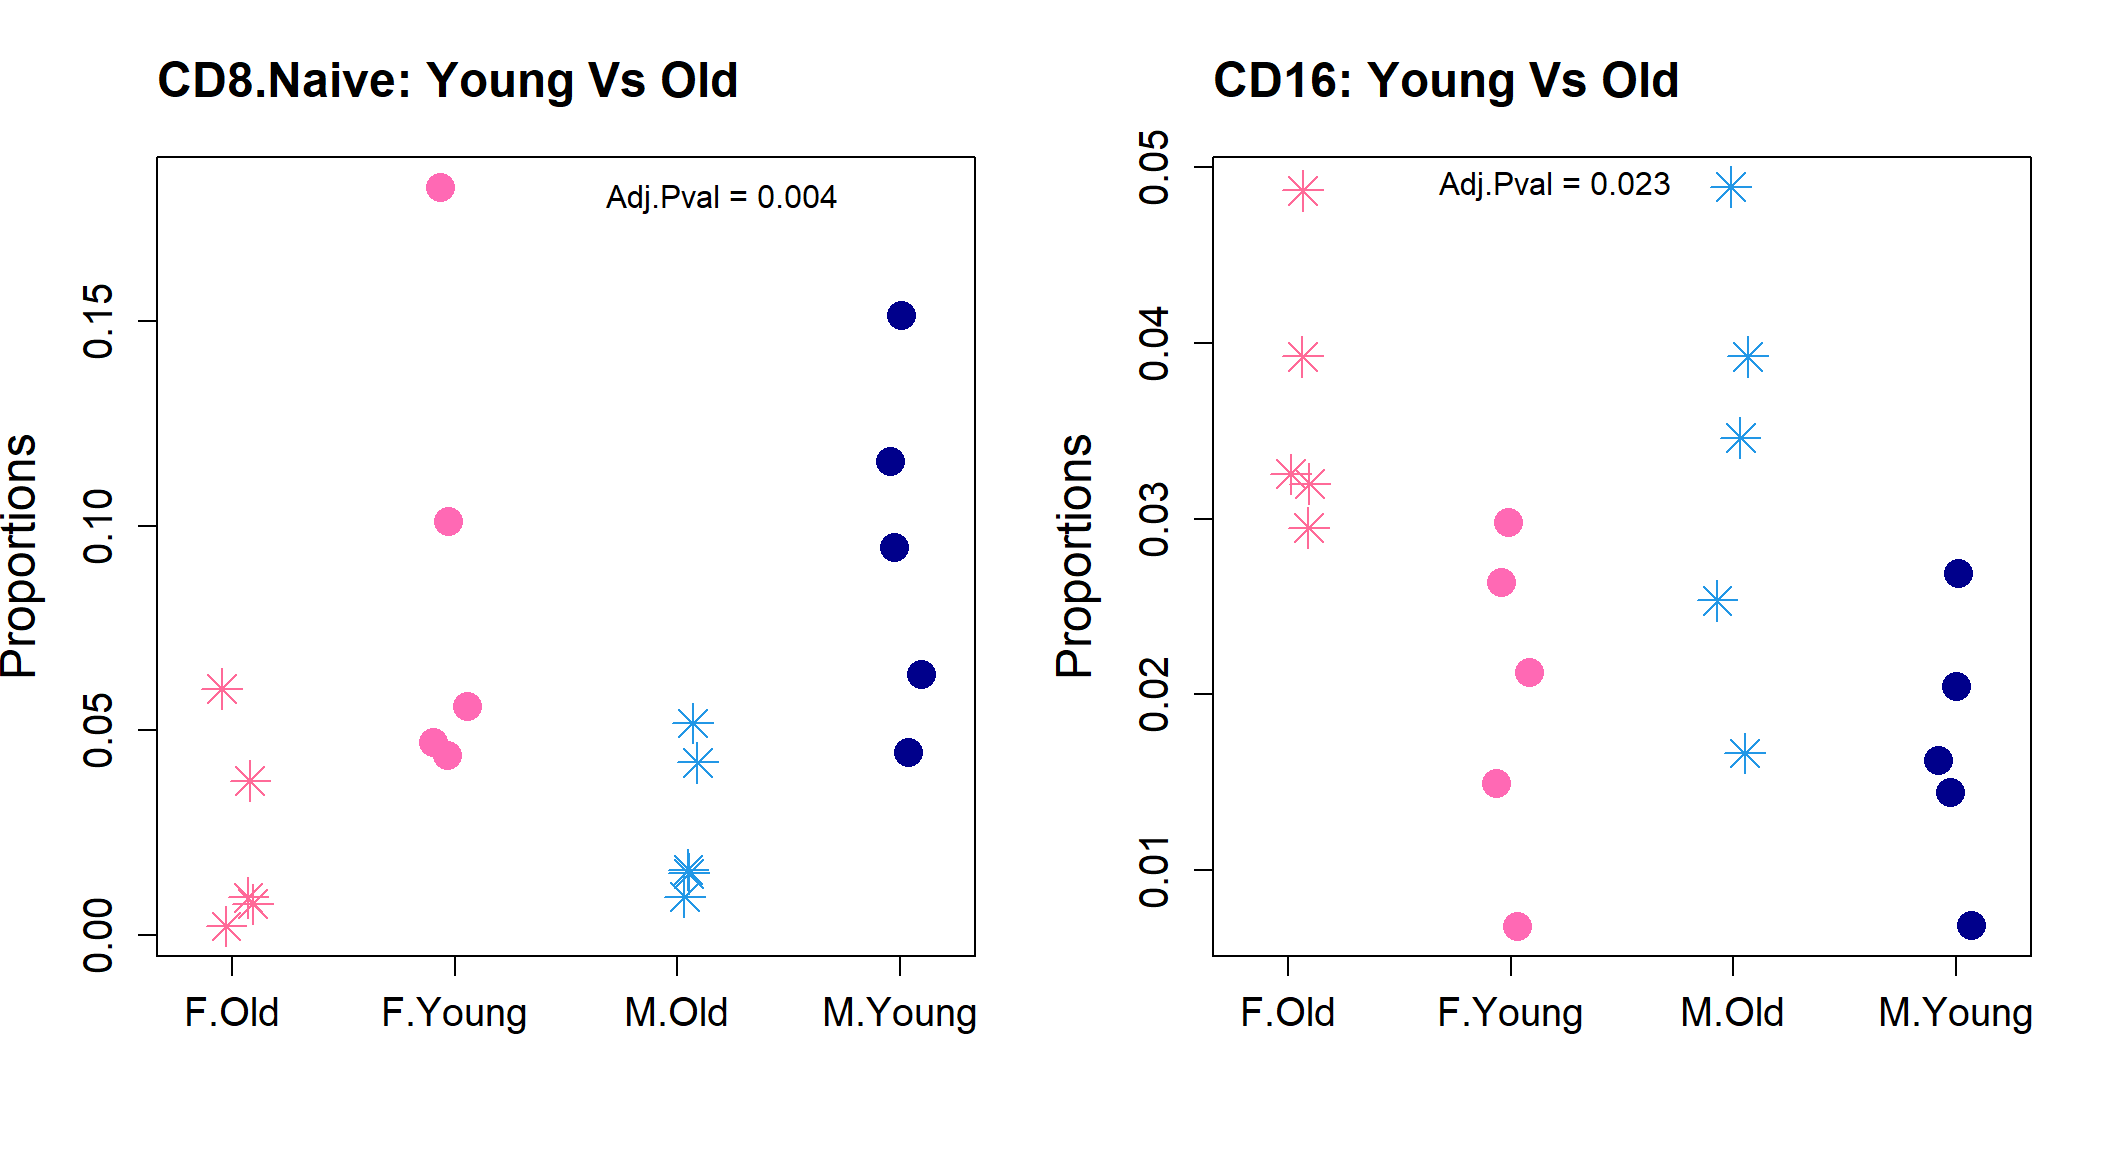 CD8.Naive: Young Vs Old
Adj.Pval = 0.004
Proportions
0.15
0.10
0.05
0.00
F.Old
F.Young
M.Old
M.Young
CD16: Young Vs Old
Adj.Pval = 0.023
Proportions
0.05
0.04
0.03
0.02
0.01
F.Old
F.Young
M.Old
M.Young